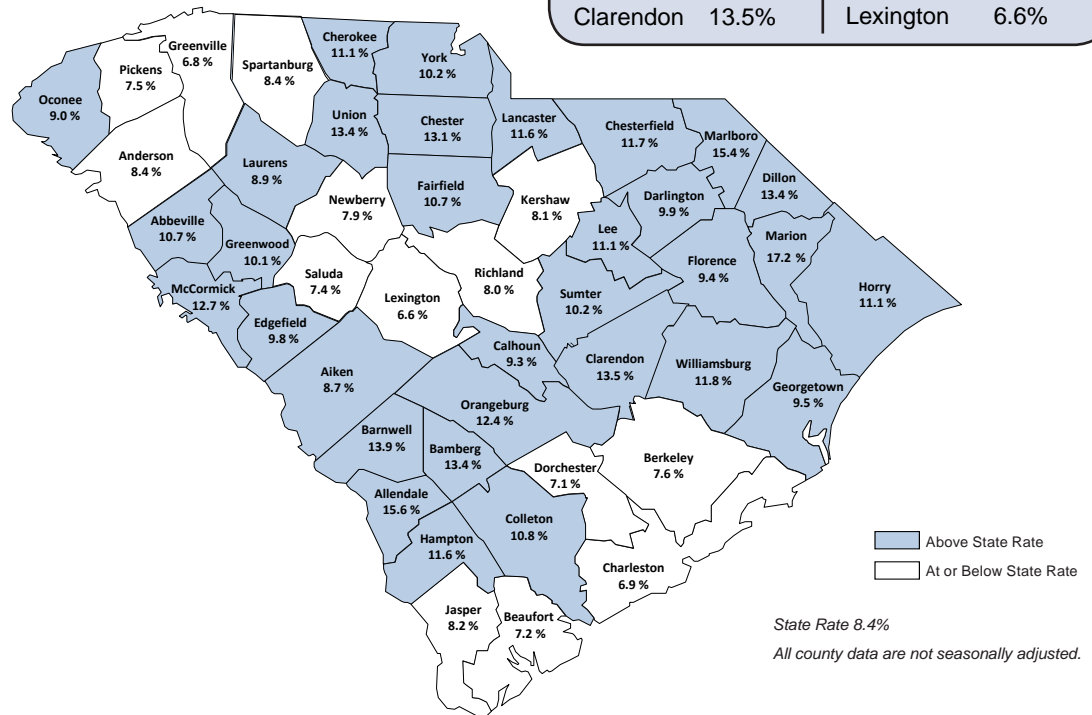 Clarendon 13.5% Lexington 6.6%
Cherokee
11.1 %
York
10.2 %
Greenville
6.8 %
Spartanburg
8.4 %
Pickens
7.5 %
Oconee
9.0 %
Union
13.4 %
Chester
13.1 %
Lancaster
11.6 %
Chesterfield
11.7 %
Marlboro
15.4 %
Anderson
8.4 %
Laurens
8.9 %
Dillon
13.4 %
Newberry
7.9 %
Fairfield
10.7 %
Kershaw
8.1 %
Darlington
9.9 %
Abbeville
10.7 %
Greenwood
10.1 %
Lee
11.1 %
Marion
17.2 %
Florence
9.4 %
Saluda
7.4 %
Richland
8.0 %
McCormick
12.7 %
Lexington
6.6 %
Sumter
10.2 %
Horry
11.1 %
Edgefield
9.8 %
Calhoun
9.3 %
Clarendon
13.5 %
Williamsburg
11.8 %
Aiken
8.7 %
Georgetown
9.5 %
Orangeburg
12.4 %
Barnwell
13.9 %
Bamberg
13.4 %
Dorchester
7.1 %
Berkeley
7.6 %
Allendale
15.6 %
Colleton
10.8 %
Hampton
11.6 %
Charleston
6.9 %
Jasper
8.2 %
Beaufort
7.2 %
Above State Rate
At or Below State Rate
State Rate 8.4%
All county data are not seasonally adjusted.